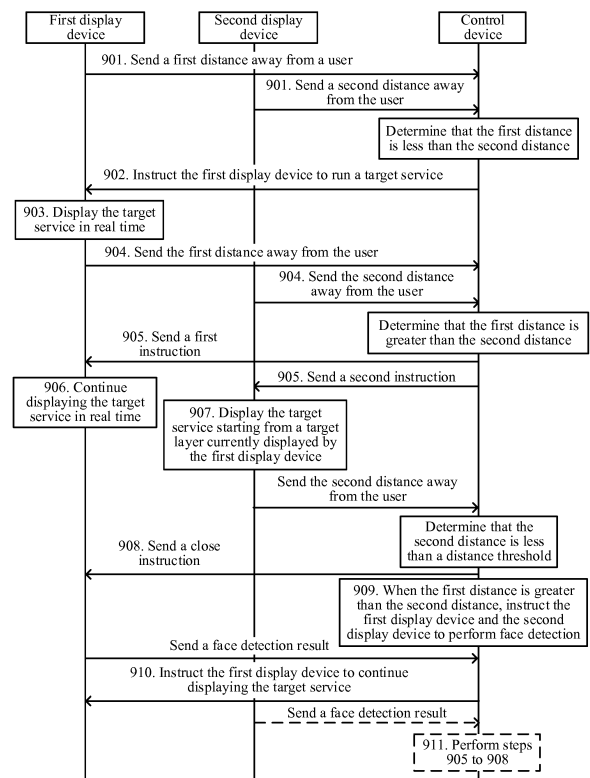 First display
device
Second display
device
Control
device
901. Send a first distance away from a user
901. Send a second distance away
from the user
Determine that the first distance
is less than the second distance
902. Instruct the first display device to run a target service
903. Display the target
service in real time
904. Send the first distance away from the user
904. Send the second distance
away from the user
Determine that the first distance is
greater than the second distance
905. Send a first
instruction
905. Send a second instruction
906. Continue
displaying the target
service in real time
907. Display the target
service starting from a target
layer currently displayed by
the first display device
Send the second distance away
from the user
Determine that the
second distance is less
than a distance threshold
908. Send a close
instruction
909. When the first distance is greater
than the second distance, instruct the
first display device and the second
display device to perform face detection
Send a face detection result
910. Instruct the first display device to continue
displaying the target service
Send a face detection result
911. Perform steps
905 to 908